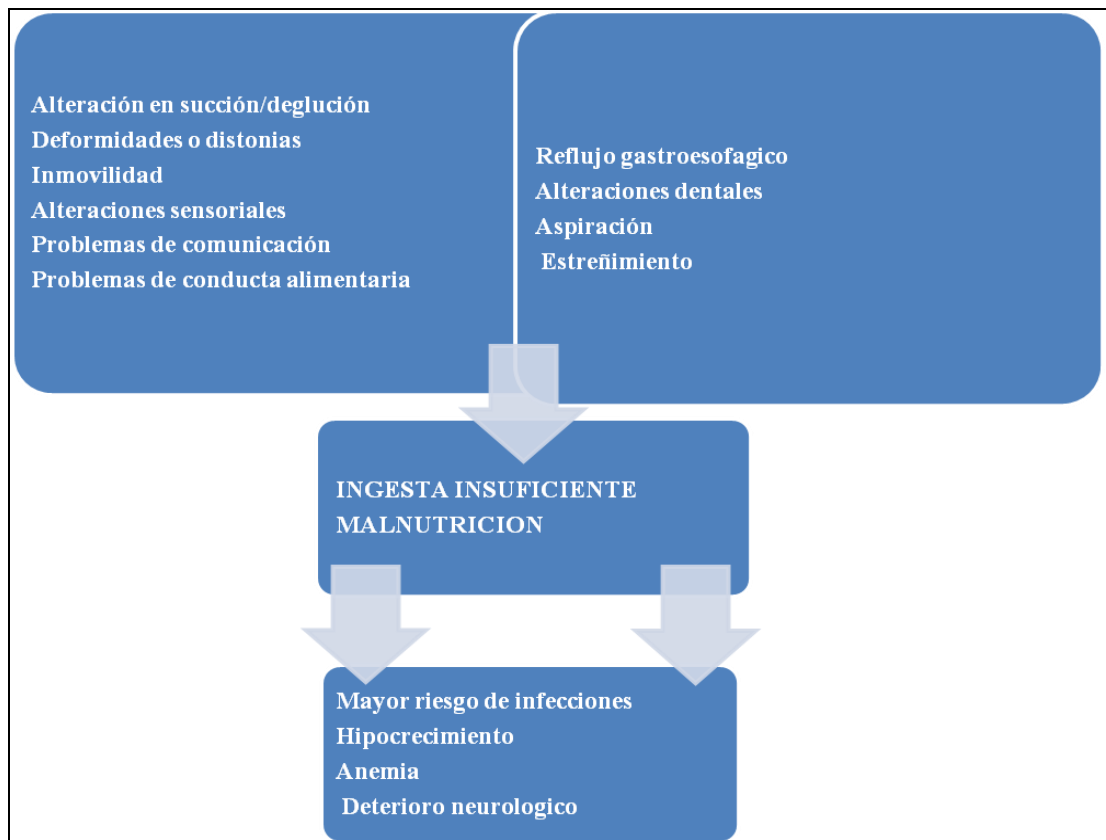 Alteración en succión/deglución
Deformidades o distonias
Inmovilidad
Alteraciones sensoriales
Problemas de comunicación
Problemas de conducta alimentaria
Reflujo gastroesofagico
Alteraciones dentales
Aspiración
Estreñimiento
INGESTA INSUFICIENTE
MALNUTRICION
Mayor riesgo de infecciones
Hipocrecimiento
Anemia
Deterioro neurologico